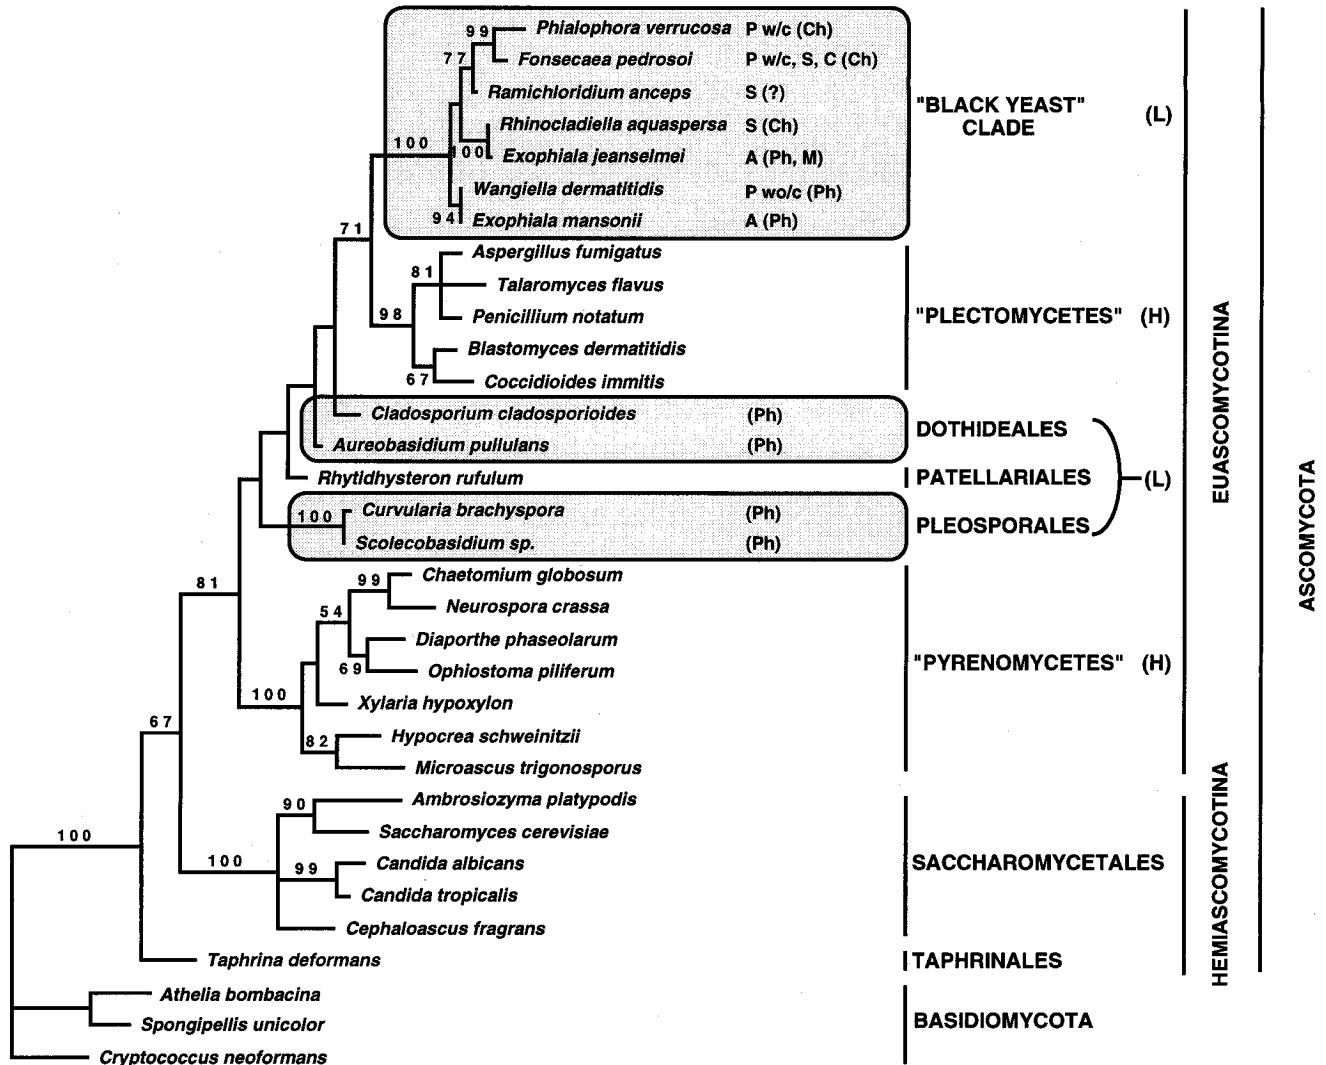 99 Phialophora verrucosa P w/c (Ch)
77 Fonsecaea pedrosoi P w/c, S, C (Ch)
Ramichloridium anceps S (?)
"BLACK YEAST" CLADE (L)
Rhinocladiella aquaspersa S (Ch)
100 100 Exophiala jeanselmei A (Ph, M)
Wangiella dermatitidis P wo/c (Ph)
94 Exophiala mansonii A (Ph)
71
Aspergillus fumigatus
81 Talaromyces flavus
98 Penicillium notatum "PLECTOMYCETES" (H)
Blastomyces dermatitidis
67 Coccidioides immitis
Cladosporium cladosporioides (Ph)
DOTHIDEALES
Aureobasidium pullulans (Ph)
Rhytidhysteron rufulum PATELLARIALES (L)
100 Curvularia brachyspora (Ph)
PLEOSPORALES
Scolecobasidium sp. (Ph)
81
99 Chaetomium globosum
54 Neurospora crassa
Diaporthe phaseolarum
69 Ophiostoma piliferum "PYRENOMYCETES" (H)
100 Xylaria hypoxylon
82 Hypocrea schweinitzii
Microascus trigonosporus
EUASCOMYCOTINA
ASCOMYCOTA
67
90 Ambrosiozyma platypodis
Saccharomyces cerevisiae
100 100 99 Candida albicans SACCHAROMYCETALES
Candida tropicalis
Cephaloascus fragrans
Taphrina deformans TAPHRINALES
HEMIASCOMYCOTINA
Athelia bombacina
Spongipellis unicolor BASIDIOMYCOTA
Cryptococcus neoformans